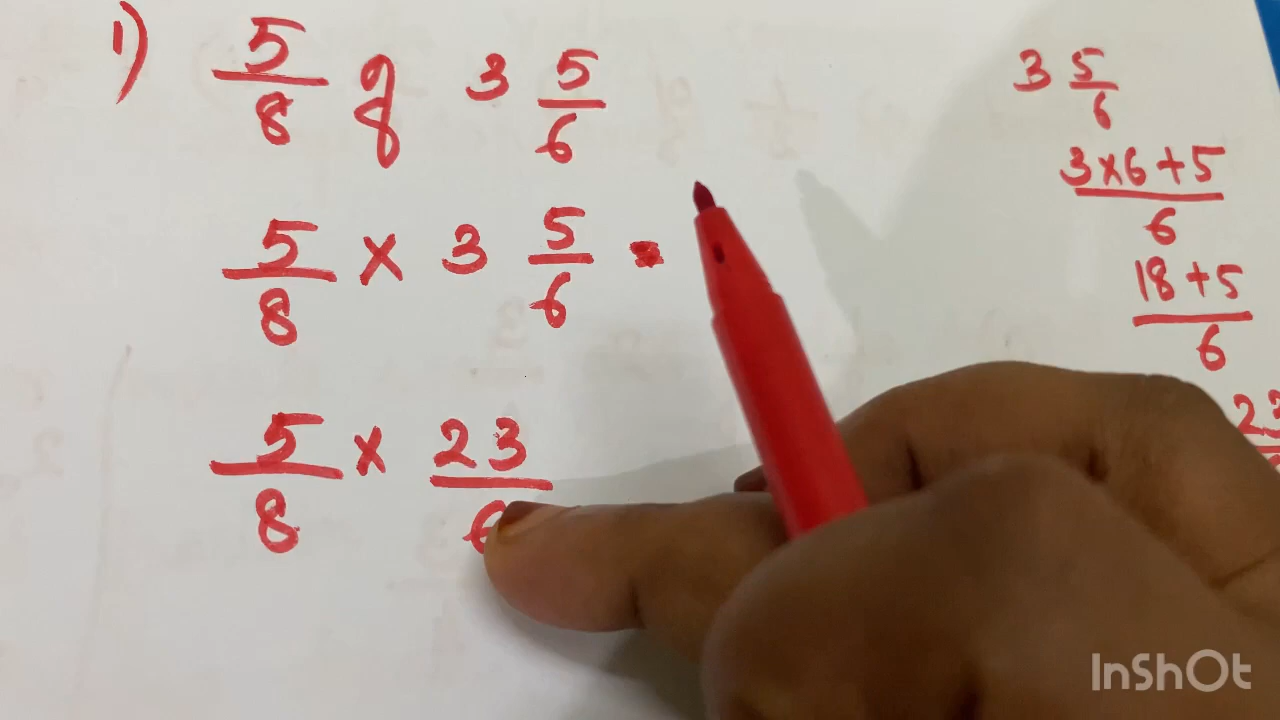 1) 5/8 of 3 5/6
5/8 × 3 5/6 =
5/8 × 23/6
3 5/6
3×6+5/6
18+5/6
23
InShOt